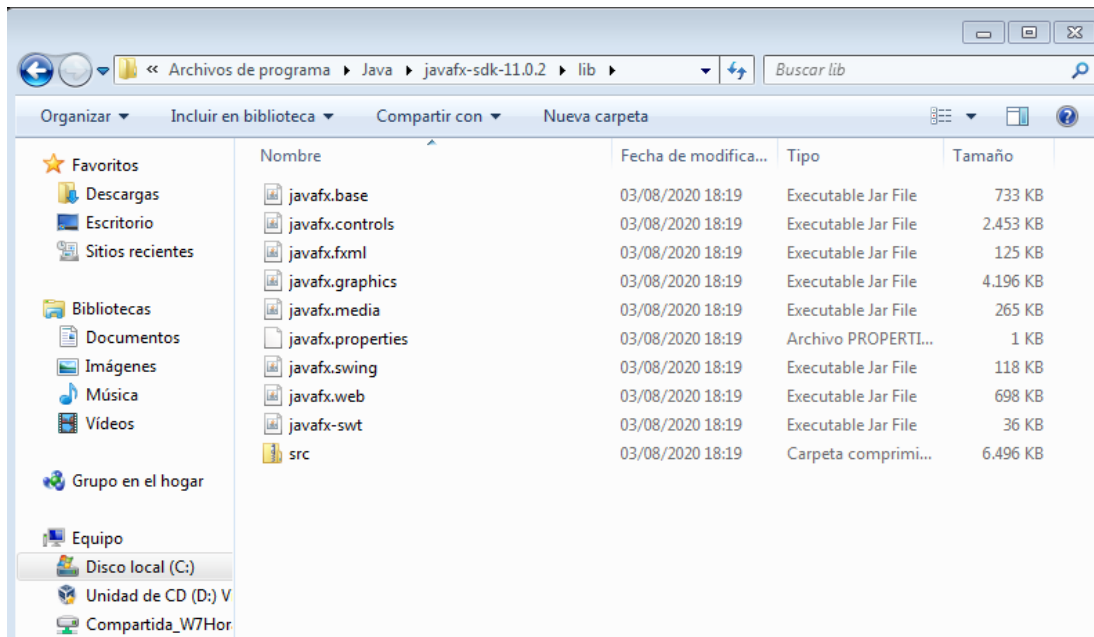 « Archivos de programa Java javafx-sdk-11.0.2 lib Buscar lib
Organizar Incluir en biblioteca Compartir con Nueva carpeta
Favoritos
Descargas
Escritorio
Sitios recientes
Bibliotecas
Documentos
Imágenes
Música
Vídeos
Grupo en el hogar
Equipo
Disco local (C:)
Unidad de CD (D:) V
Compartida_W7Hor
Nombre Fecha de modifica... Tipo Tamaño
javafx.base 03/08/2020 18:19 Executable Jar File 733 KB
javafx.controls 03/08/2020 18:19 Executable Jar File 2.453 KB
javafx.fxml 03/08/2020 18:19 Executable Jar File 125 KB
javafx.graphics 03/08/2020 18:19 Executable Jar File 4.196 KB
javafx.media 03/08/2020 18:19 Executable Jar File 265 KB
javafx.properties 03/08/2020 18:19 Archivo PROPERTI... 1 KB
javafx.swing 03/08/2020 18:19 Executable Jar File 118 KB
javafx.web 03/08/2020 18:19 Executable Jar File 698 KB
javafx-swt 03/08/2020 18:19 Executable Jar File 36 KB
src 03/08/2020 18:19 Carpeta comprimi... 6.496 KB